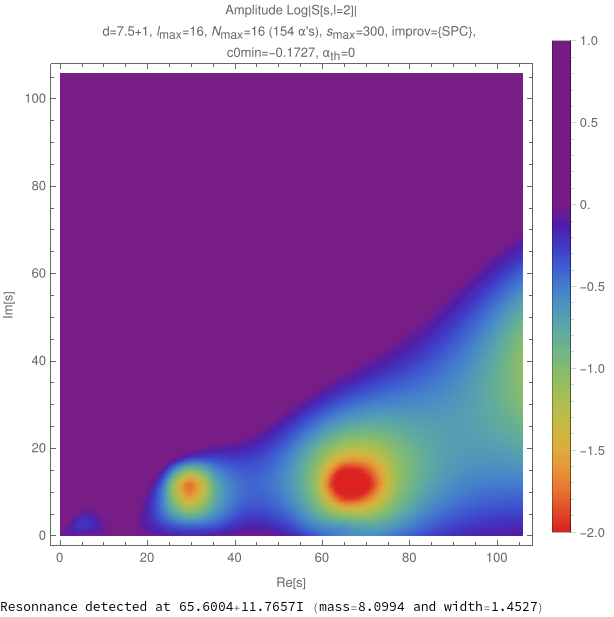 Amplitude Log|S[s,l=2]|
d=7.5+1, lmax=16, Nmax=16 (154 α's), smax=300, improv={SPC},
c0min=−0.1727, αth=0
Im[s]
100
80
60
40
20
0
0 20 40 60 80 100
Re[s]
1.0
0.5
0.
−0.5
−1.0
−1.5
−2.0
Resonnance detected at 65.6004+11.7657I (mass=8.0994 and width=1.4527)